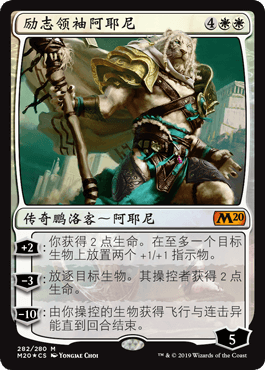 励志领袖阿耶尼 4
传奇鹏洛客～阿耶尼 M20
+2：你获得2点生命。在至多一个目标
生物上放置两个+1/+1指示物。
-3：放逐目标生物。其操控者获得2点
生命。
-10：由你操控的生物获得飞行与连击异
能直到回合结束。
5
282/280 M
M20★CS YONGJAE CHOI ™ & © 2019 Wizards of the Coast